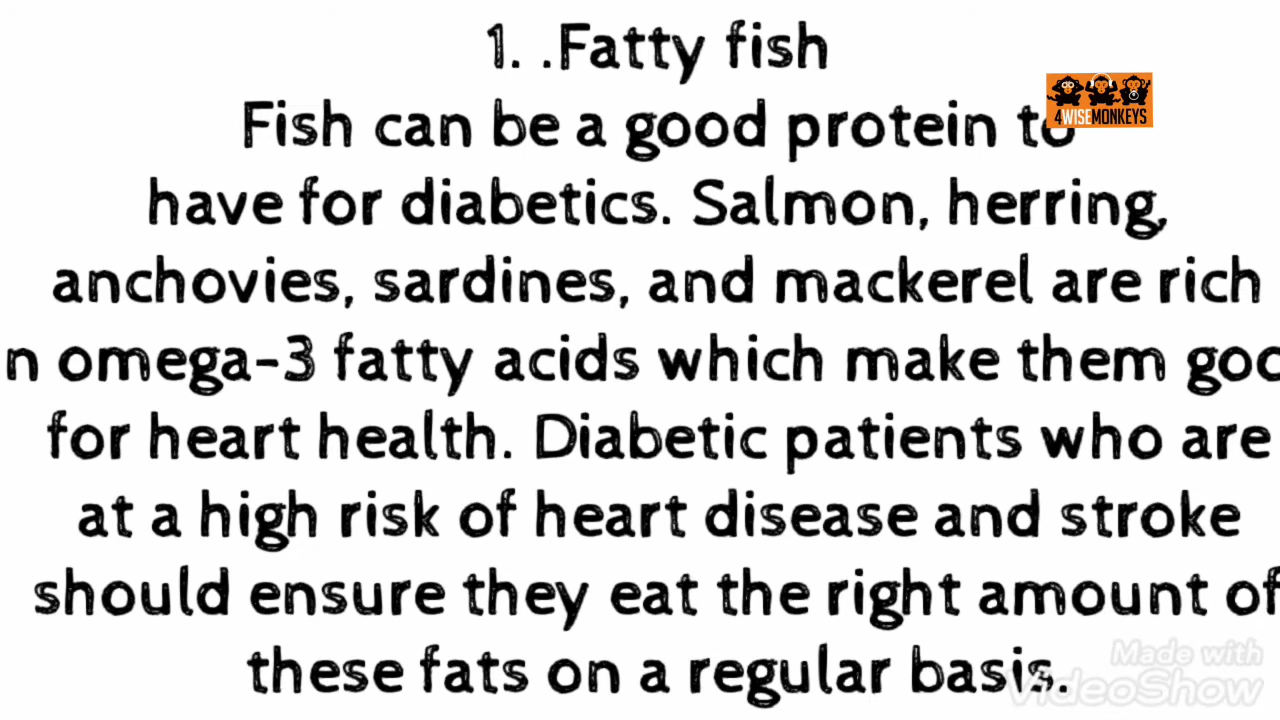 1. .Fatty fish
Fish can be a good protein to
have for diabetics. Salmon, herring,
anchovies, sardines, and mackerel are rich
n omega-3 fatty acids which make them goo
for heart health. Diabetic patients who are
at a high risk of heart disease and stroke
should ensure they eat the right amount of
these fats on a regular basis.
4WISEMONKEYS
Made with
VideoShow